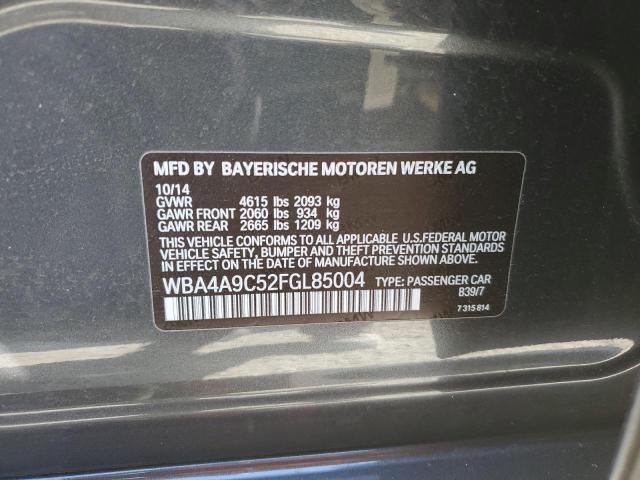 MFD BY BAYERISCHE MOTOREN WERKE AG
10/14
GVWR 4615 lbs 2093 kg
GAWR FRONT 2060 lbs 934 kg
GAWR REAR 2665 lbs 1209 kg
THIS VEHICLE CONFORMS TO ALL APPLICABLE U.S.FEDERAL MOTOR
VEHICLE SAFETY, BUMPER AND THEFT PREVENTION STANDARDS
IN EFFECT ON THE DATE OF MANUFACTURE SHOWN ABOVE.
WBA4A9C52FGL85004 TYPE: PASSENGER CAR
B39/7
7 315 814